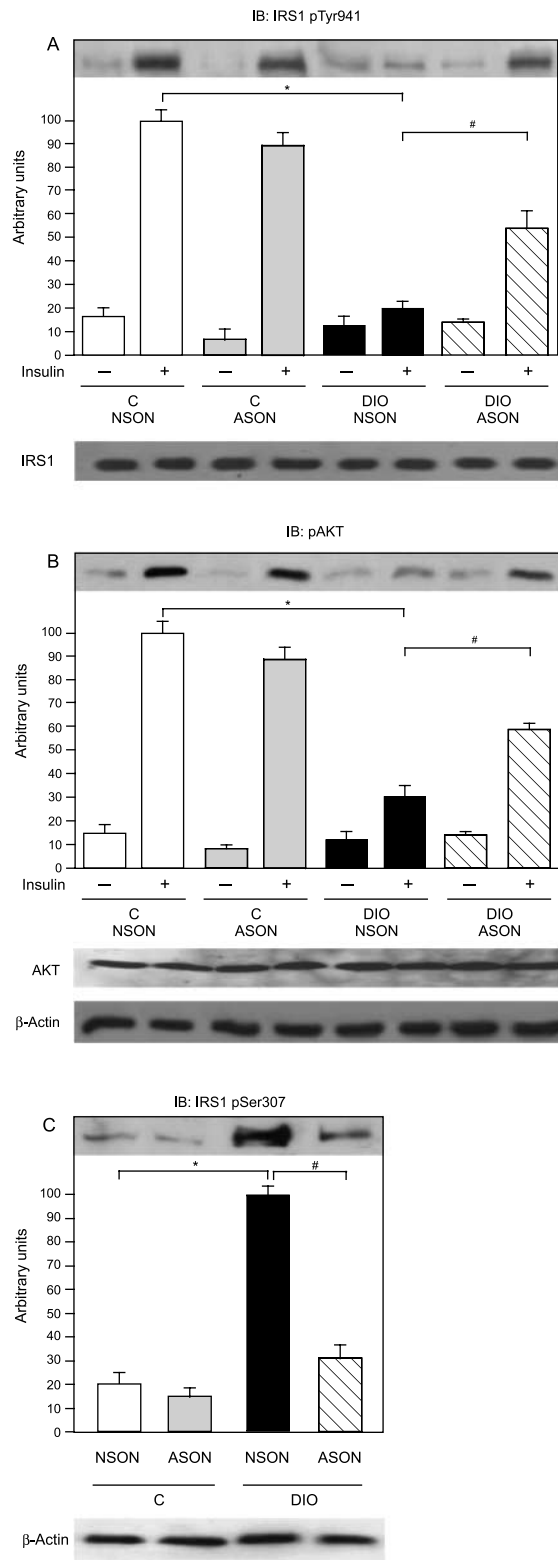 IB: IRS1 pTyr941
A
*
#
Arbitrary units
100
90
80
70
60
50
40
30
20
10
0
Insulin – + – + – + – +
C C DIO DIO
NSON ASON NSON ASON
IRS1
IB: pAKT
B
*
#
Arbitrary units
100
90
80
70
60
50
40
30
20
10
0
Insulin – + – + – + – +
C C DIO DIO
NSON ASON NSON ASON
AKT
β-Actin
IB: IRS1 pSer307
C
* #
Arbitrary units
100
90
80
70
60
50
40
30
20
10
0
NSON ASON NSON ASON
C DIO
β-Actin